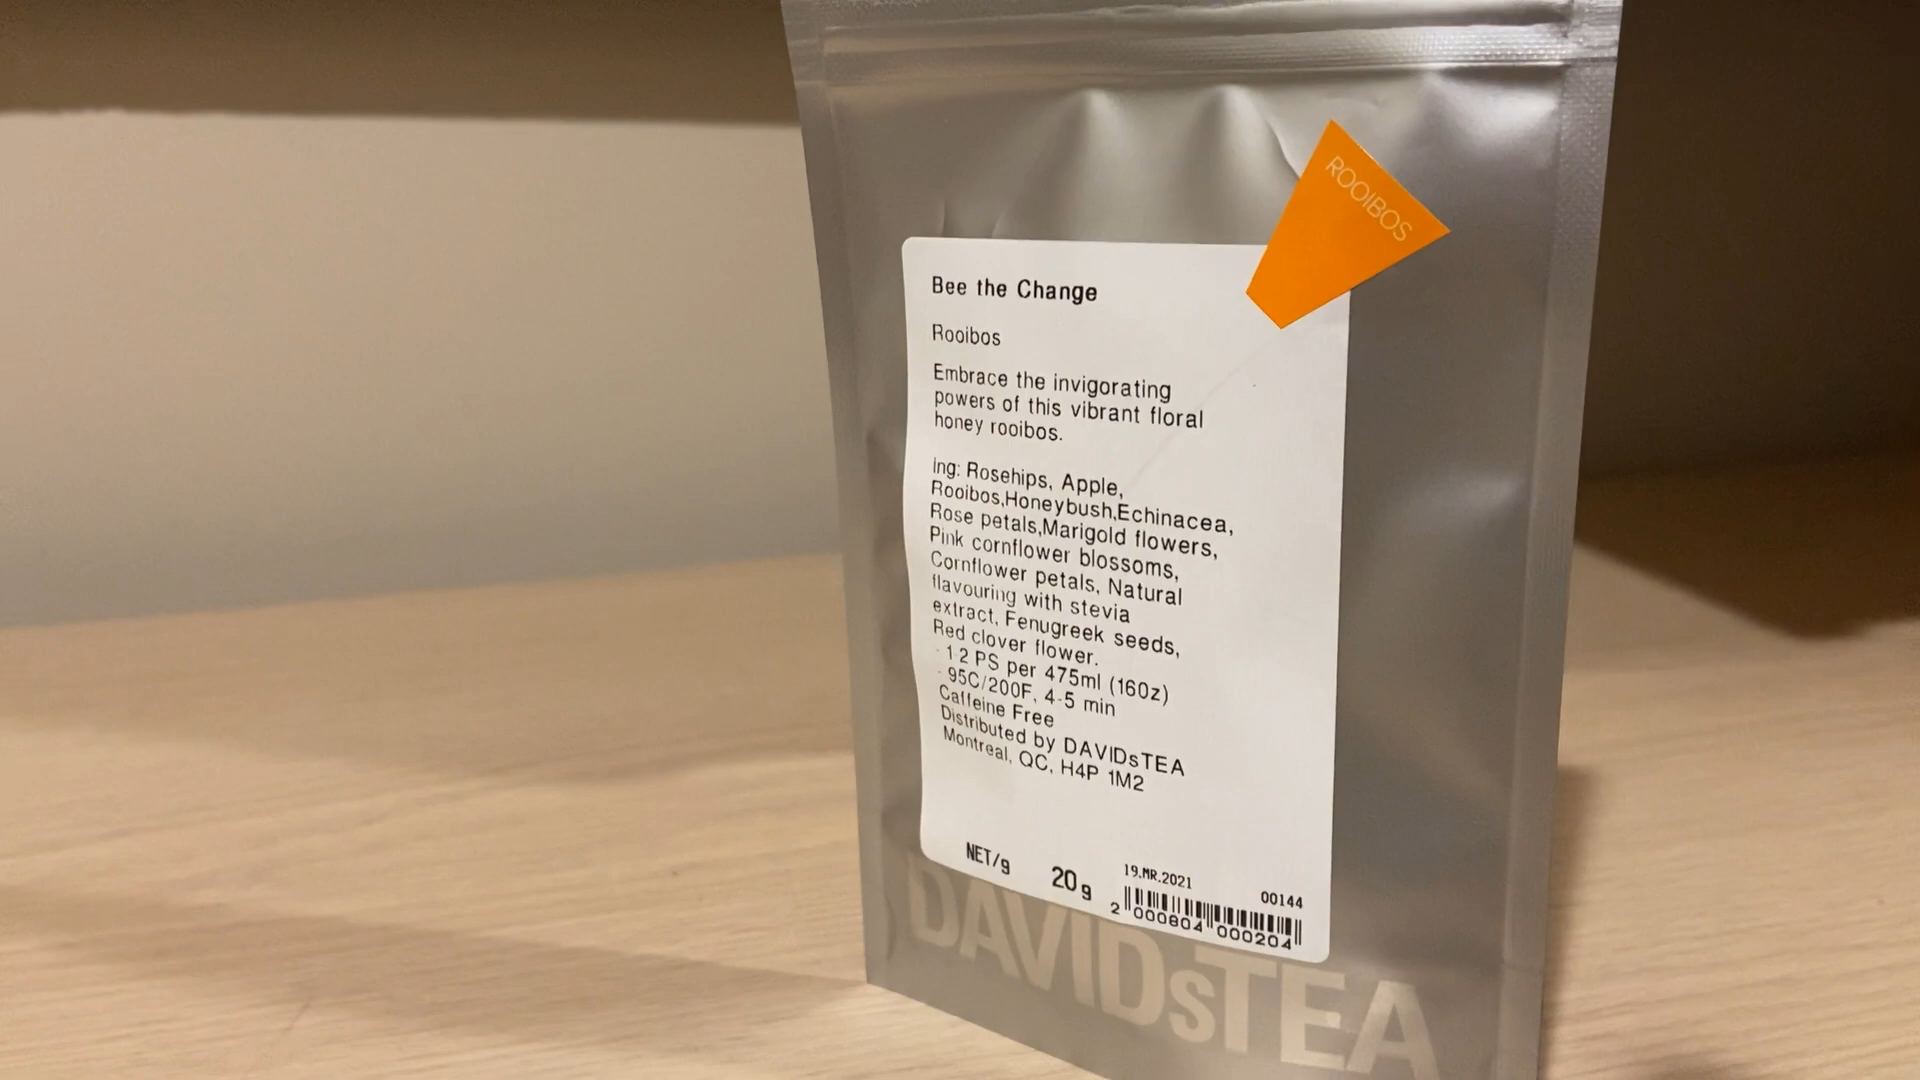 ROOIBOS
Bee the Change
Rooibos
Embrace the invigorating
powers of this vibrant floral
honey rooibos.
ing: Rosehips, Apple,
Rooibos,Honeybush,Echinacea,
Rose petals,Marigold flowers,
Pink cornflower blossoms,
Cornflower petals, Natural
flavouring with stevia
extract, Fenugreek seeds,
Red clover flower.
· 1-2 PS per 475ml (16oz)
· 95C/200F, 4-5 min
Caffeine Free
Distributed by DAVIDsTEA
Montreal, QC, H4P 1M2
NET/g 20g 19.MR.2021 00144
2 000804 000204
DAVIDsTEA